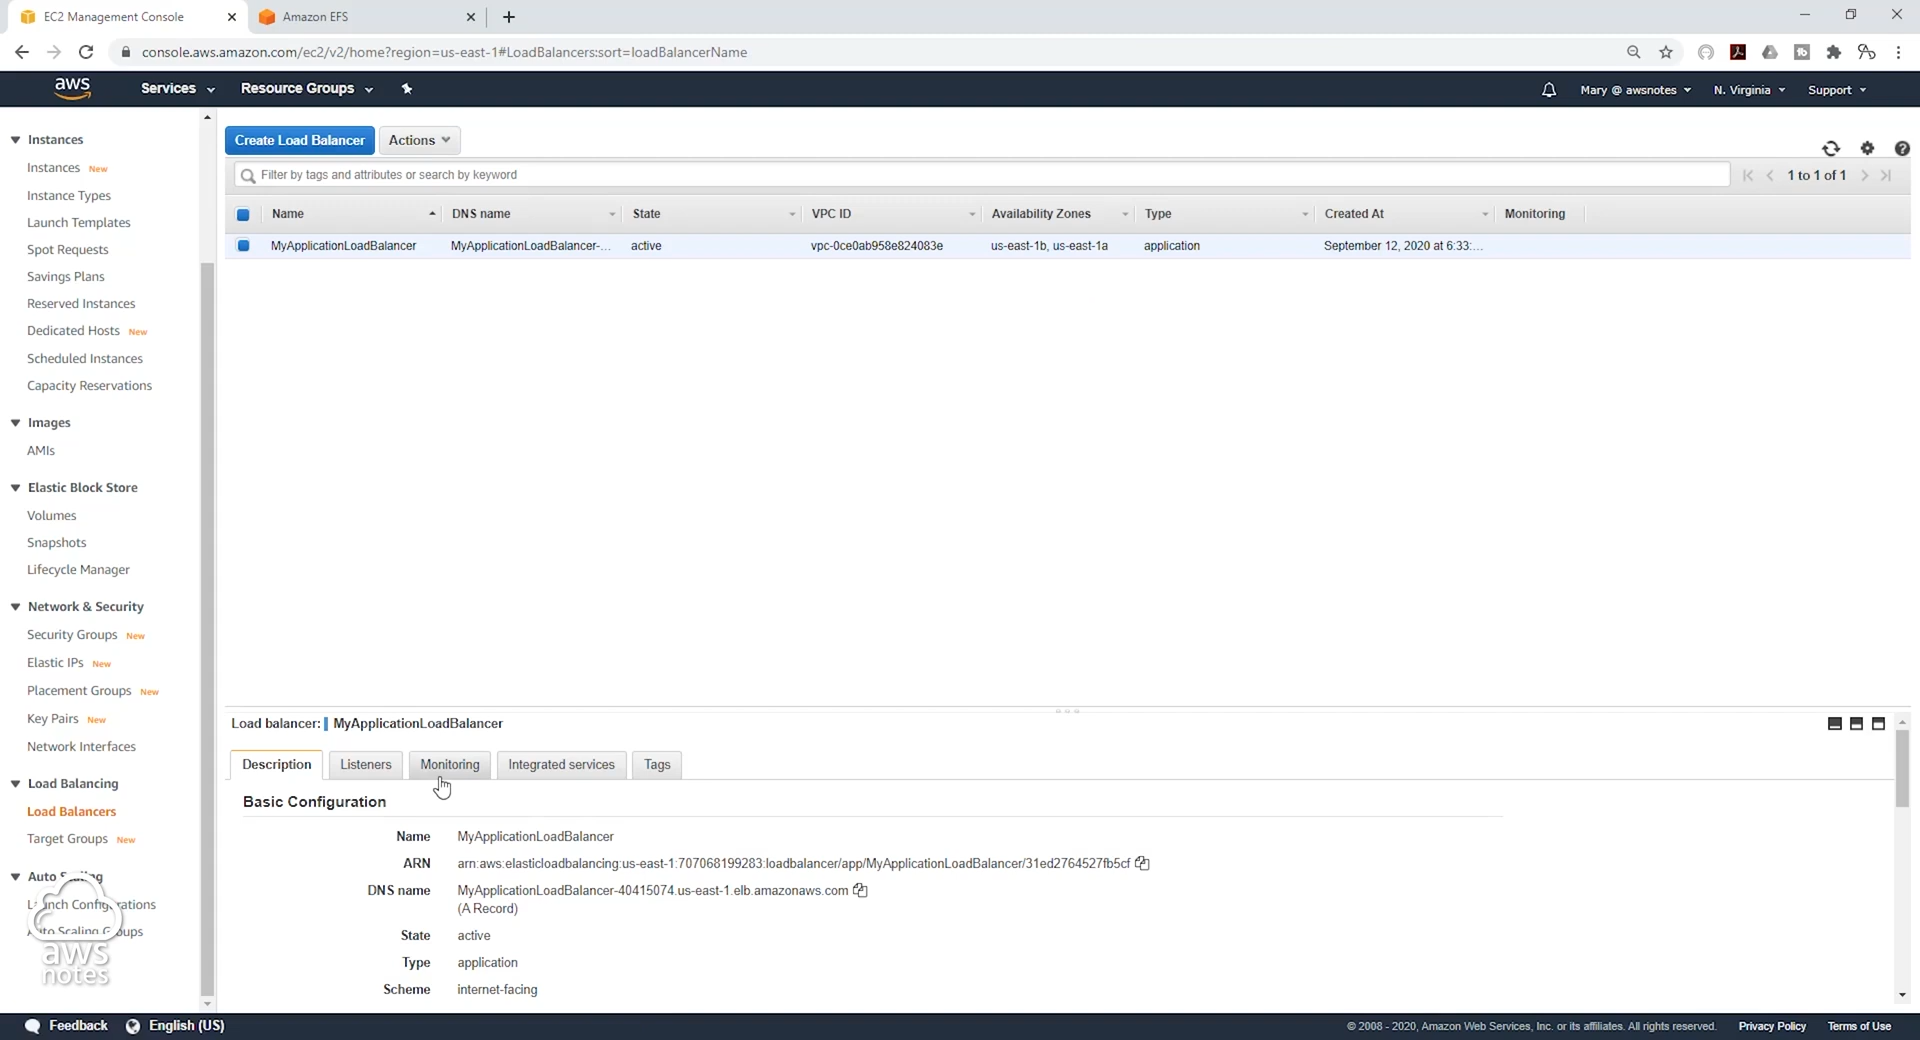 EC2 Management Console
Amazon EFS
console.aws.amazon.com/ec2/v2/home?region=us-east-1#LoadBalancers:sort=loadBalancerName
aws
Services
Resource Groups
Mary @ awsnotes
N. Virginia
Support
Instances
Instances New
Instance Types
Launch Templates
Spot Requests
Savings Plans
Reserved Instances
Dedicated Hosts New
Scheduled Instances
Capacity Reservations
Images
AMIs
Elastic Block Store
Volumes
Snapshots
Lifecycle Manager
Network & Security
Security Groups New
Elastic IPs New
Placement Groups New
Key Pairs New
Network Interfaces
Load Balancing
Load Balancers
Target Groups New
Auto Scaling
Launch Configurations
Auto Scaling Groups
aws
notes
Create Load Balancer Actions
Filter by tags and attributes or search by keyword
1 to 1 of 1
Name DNS name State VPC ID Availability Zones Type Created At Monitoring
MyApplicationLoadBalancer MyApplicationLoadBalancer-... active vpc-0ce0ab958e824083e us-east-1b, us-east-1a application September 12, 2020 at 6:33:...
Load balancer: MyApplicationLoadBalancer
Description Listeners Monitoring Integrated services Tags
Basic Configuration
Name MyApplicationLoadBalancer
ARN arn:aws:elasticloadbalancing:us-east-1:707068199283:loadbalancer/app/MyApplicationLoadBalancer/31ed2764527fb5cf
DNS name MyApplicationLoadBalancer-40415074.us-east-1.elb.amazonaws.com
(A Record)
State active
Type application
Scheme internet-facing
Feedback
English (US)
© 2008 - 2020, Amazon Web Services, Inc. or its affiliates. All rights reserved.
Privacy Policy
Terms of Use